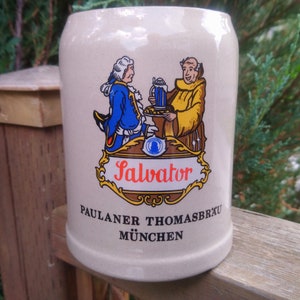 Salvator
PAULANER THOMASBRÄU
MÜNCHEN